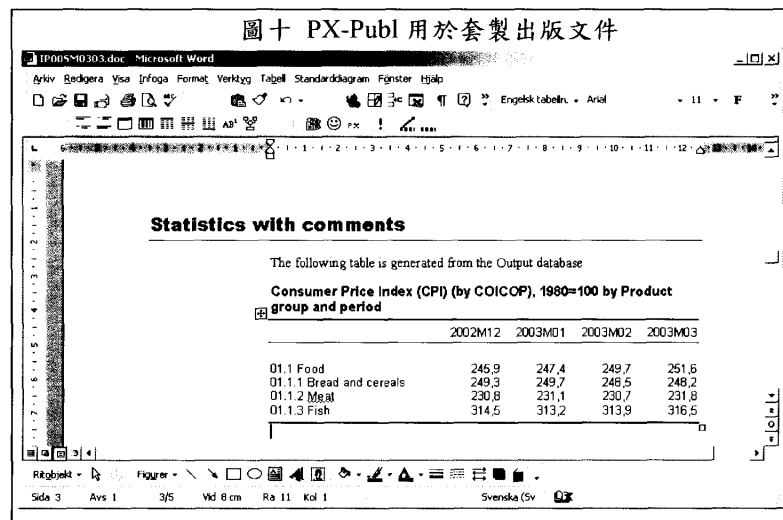 圖十 PX-Publ 用於套製出版文件
IP005M0303.doc Microsoft Word
Arkiv Redigera Visa Infoga Format Verktyg Tabell Standarddiagram Fönster Hjälp
Engelsk tabellin. Arial 11 F
Statistics with comments
The following table is generated from the Output database
Consumer Price Index (CPI) (by COICOP), 1980=100 by Product
group and period
2002M12 2003M01 2003M02 2003M03
01.1 Food 245,9 247,4 249,7 251,6
01.1.1 Bread and cereals 249,3 249,7 248,5 248,2
01.1.2 Meat 230,8 231,1 230,7 231,8
01.1.3 Fish 314,5 313,2 313,9 316,5
Ritobjekt Figurer
Sida 3 Avs 1 3/5 Vid 8 cm Ra 11 Kol 1 Svenska (Sv